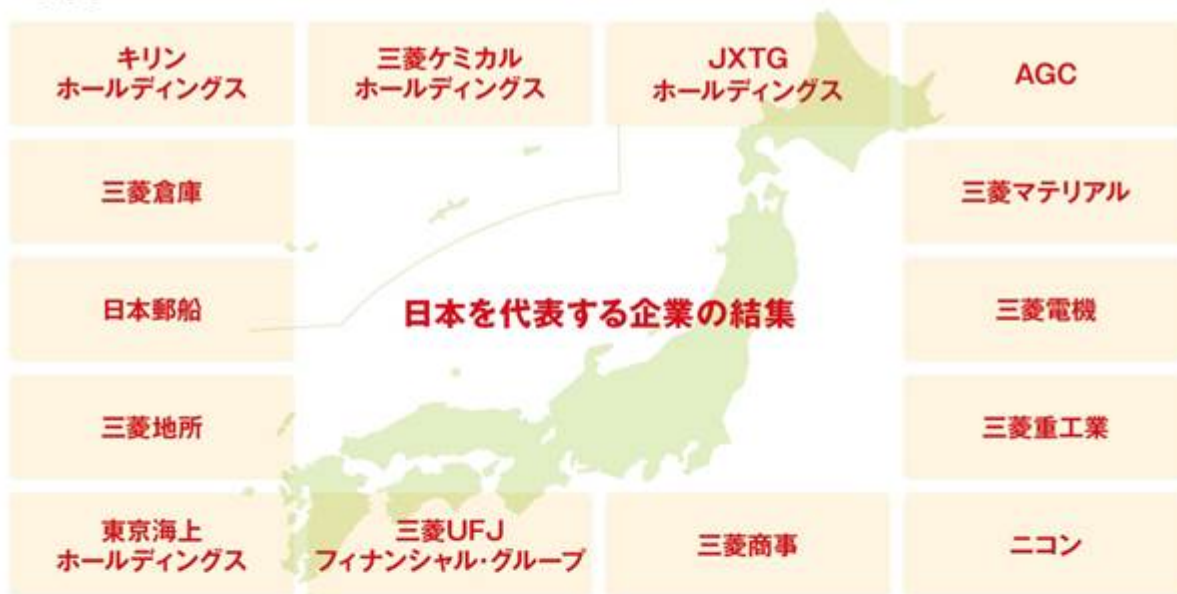 キリン
ホールディングス
三菱ケミカル
ホールディングス
JXTG
ホールディングス
AGC
三菱倉庫
三菱マテリアル
日本郵船
日本を代表する企業の結集
三菱電機
三菱地所
三菱重工業
東京海上
ホールディングス
三菱UFJ
フィナンシャル・グループ
三菱商事
ニコン